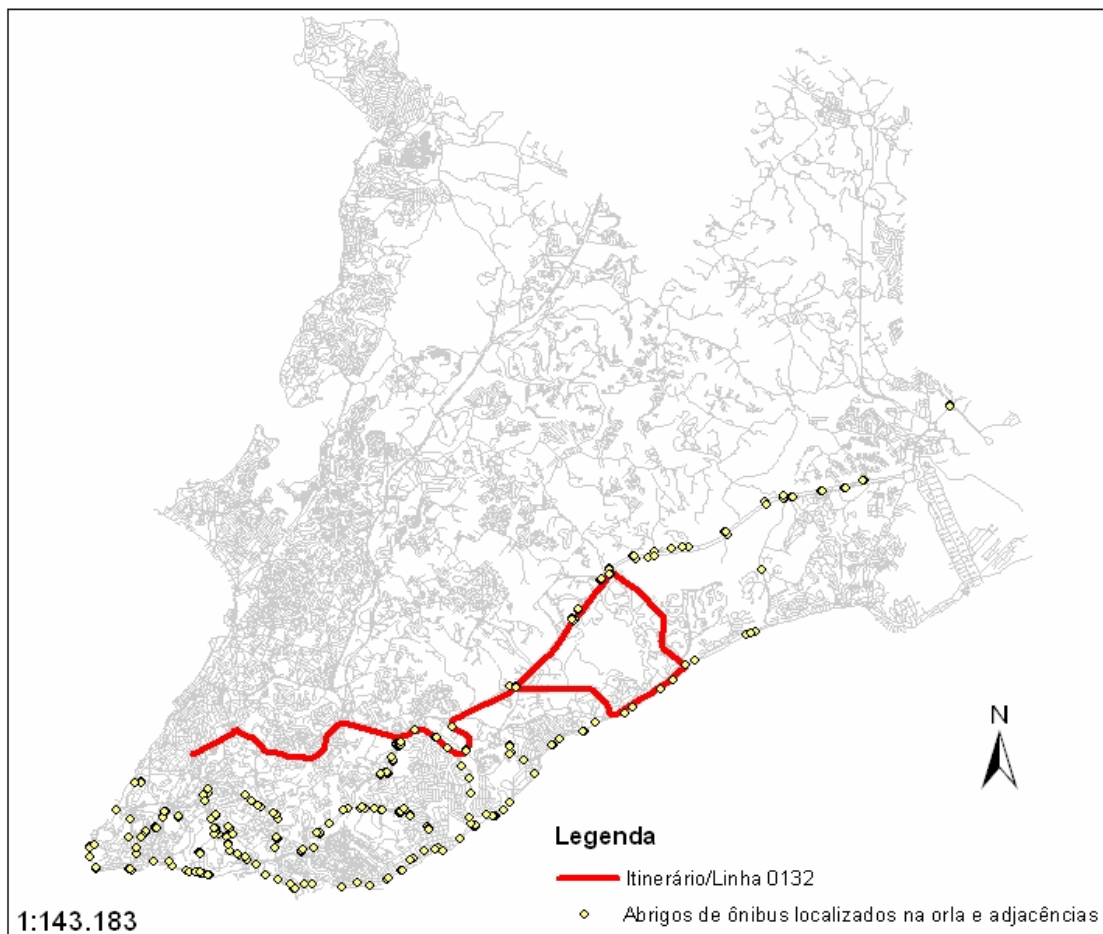 N
Legenda
Itinerário/Linha 0132
Abrigos de ônibus localizados na orla e adjacências
1:143.183